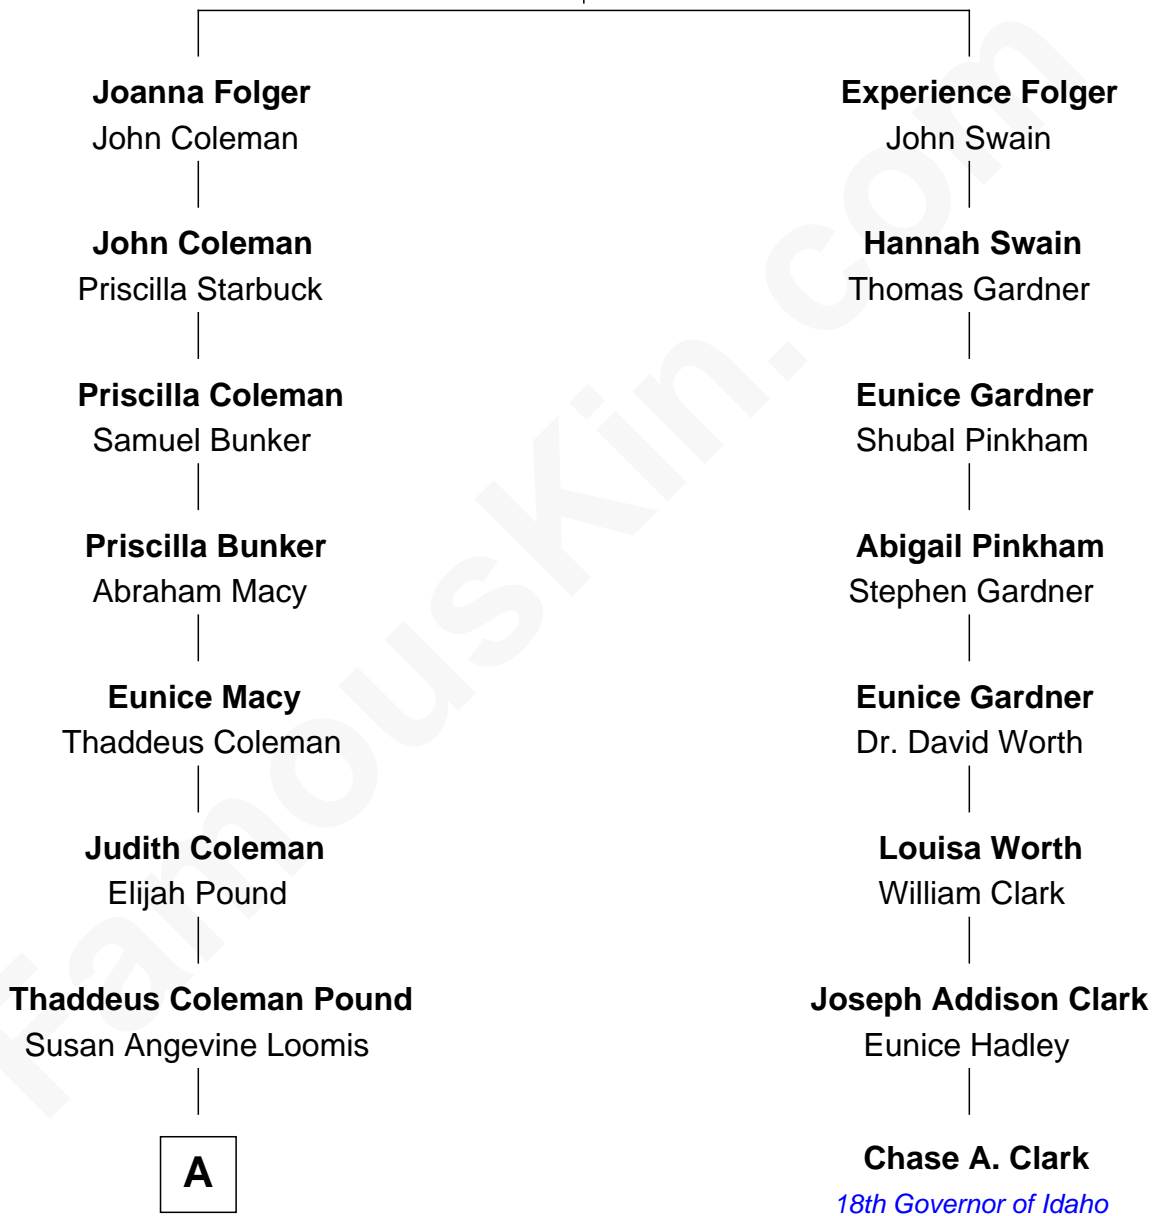 Joanna Folger
John Coleman
Experience Folger
John Swain
John Coleman
Priscilla Starbuck
Hannah Swain
Thomas Gardner
Priscilla Coleman
Samuel Bunker
Eunice Gardner
Shubal Pinkham
Priscilla Bunker
Abraham Macy
Abigail Pinkham
Stephen Gardner
Eunice Macy
Thaddeus Coleman
Eunice Gardner
Dr. David Worth
Judith Coleman
Elijah Pound
Louisa Worth
William Clark
Thaddeus Coleman Pound
Susan Angevine Loomis
Joseph Addison Clark
Eunice Hadley
A
Chase A. Clark
18th Governor of Idaho
FamousKin.com